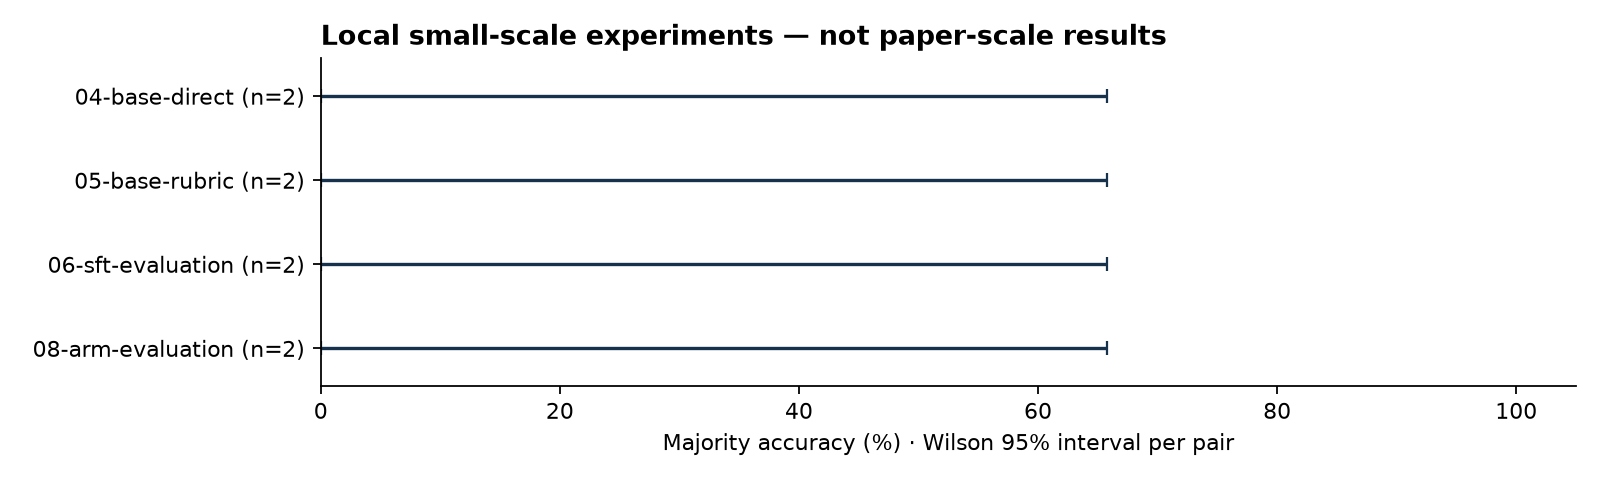 Local small-scale experiments — not paper-scale results
04-base-direct (n=2)
05-base-rubric (n=2)
06-sft-evaluation (n=2)
08-arm-evaluation (n=2)
0 20 40 60 80 100
Majority accuracy (%) · Wilson 95% interval per pair